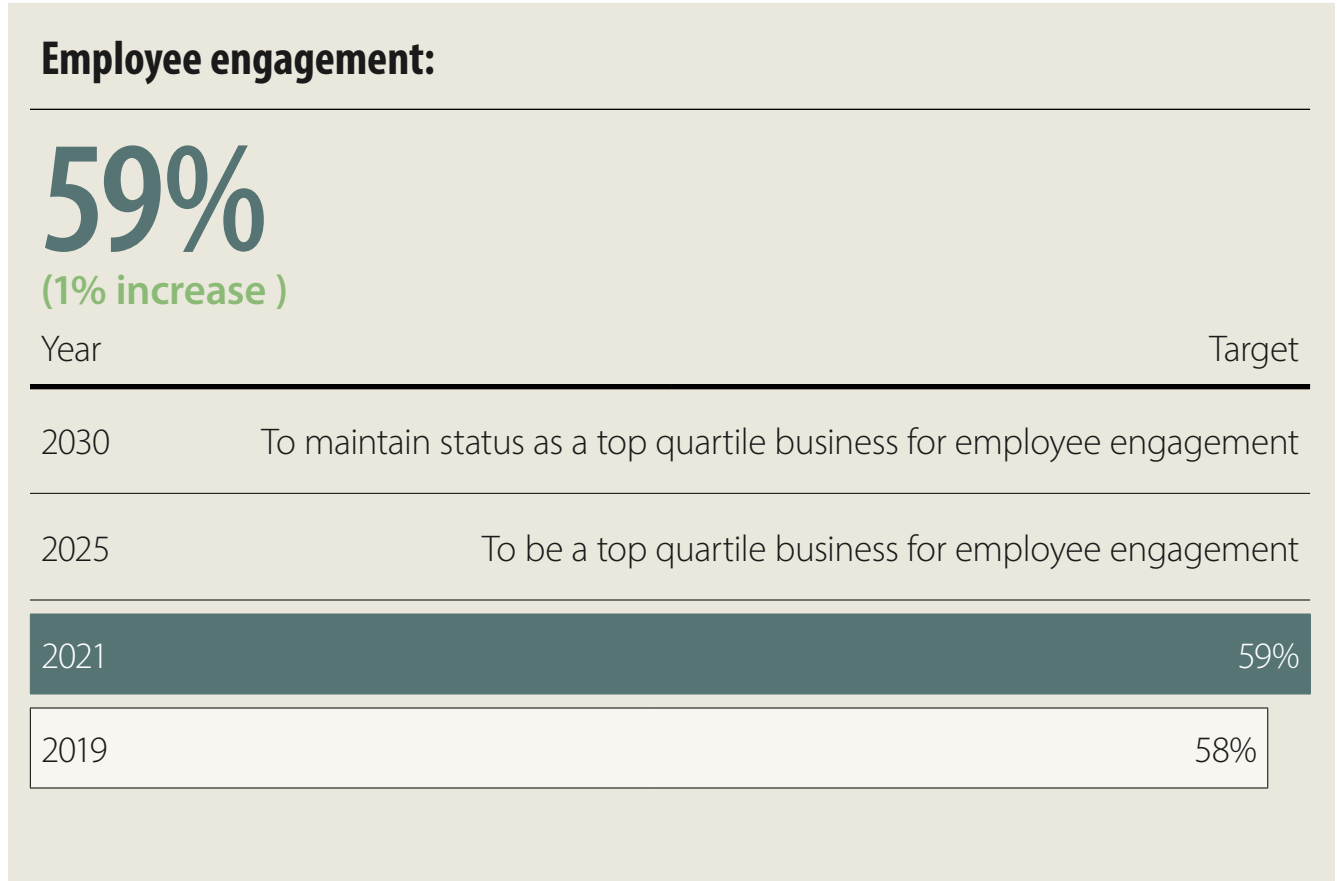 Employee engagement:
59%
(1% increase )
Year Target
2030 To maintain status as a top quartile business for employee engagement
2025 To be a top quartile business for employee engagement
2021 59%
2019 58%